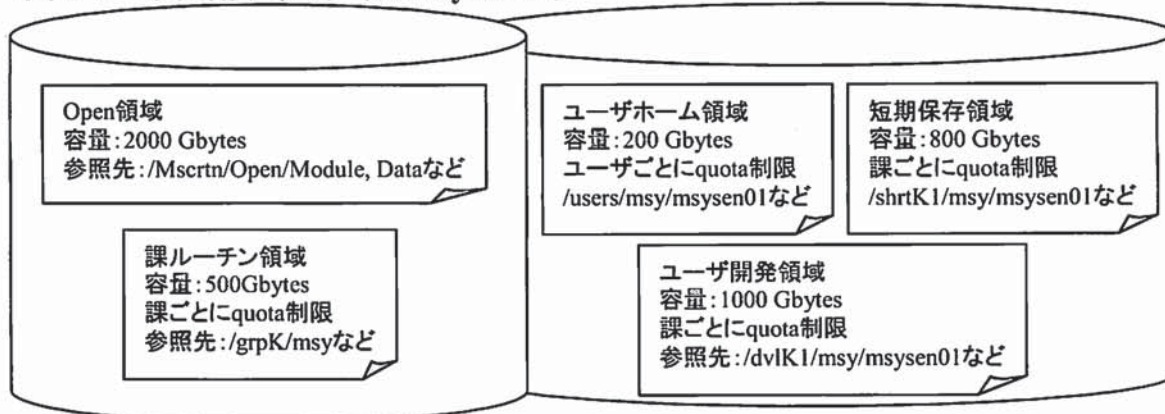 Open領域
容量:2000 Gbytes
参照先:/Mscrtn/Open/Module, Dataなど
課ルーチン領域
容量:500Gbytes
課ごとにquota制限
参照先:/grpK/msyなど
ユーザホーム領域
容量:200 Gbytes
ユーザごとにquota制限
/users/msy/msysen01など
短期保存領域
容量:800 Gbytes
課ごとにquota制限
/shrtK1/msy/msysen01など
ユーザ開発領域
容量:1000 Gbytes
課ごとにquota制限
参照先:/dvlK1/msy/msysen01など